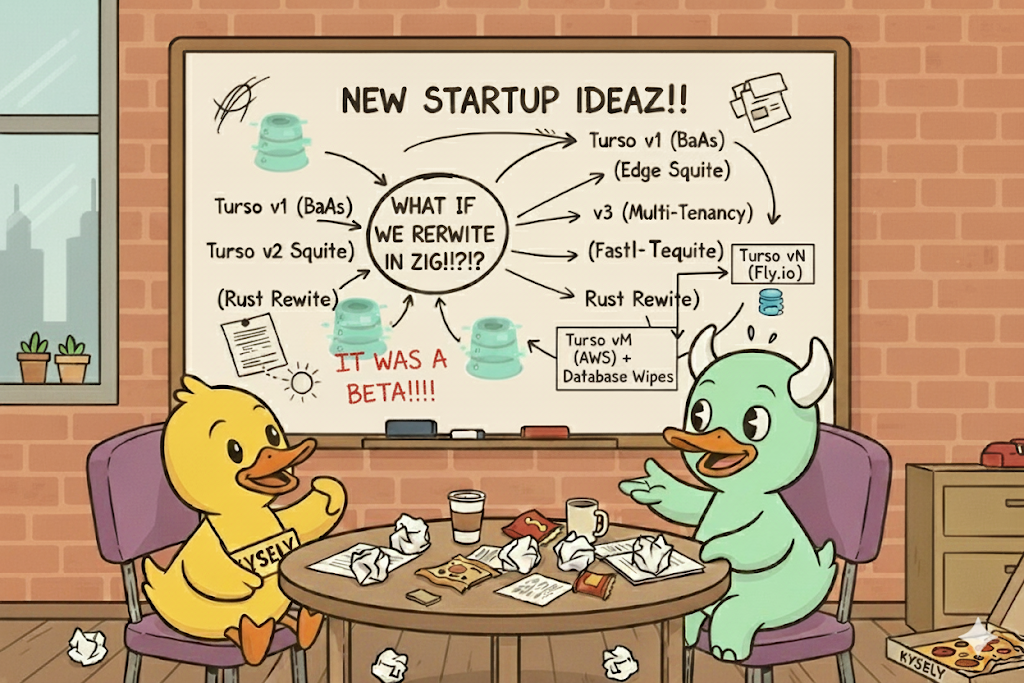 NEW STARTUP IDEAZ!!
Turso v1 (BaAs)
Turso v2 Squite)
(Rust Rewite)
WHAT IF
WE RERWITE
IN ZIG!!?!?
Turso v1 (BaAs)
(Edge Squite)
v3 (Multi-Tenancy)
(Fastl-Tequite)
Rust Rewite)
Turso vN
(Fly.io)
Turso vM
(AWS) +
Database Wipes
IT WAS A
BETA!!!!
KYSELY
KYSELY